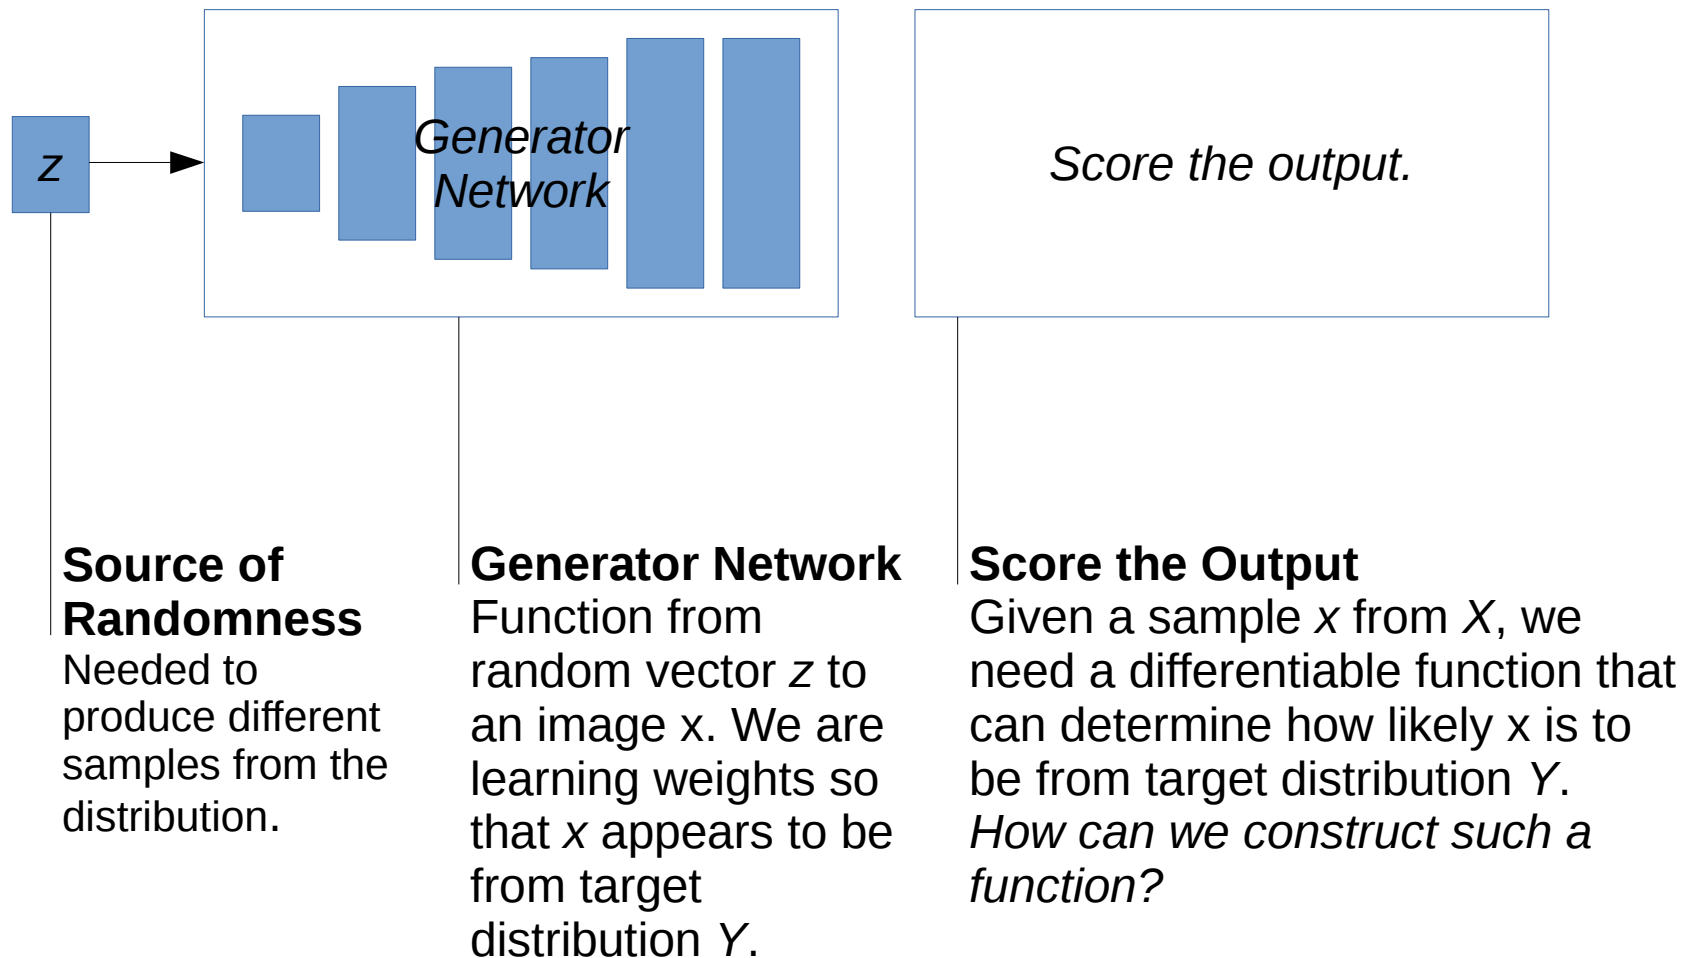 z
Generator
Network
Score the output.
Source of
Randomness
Needed to
produce different
samples from the
distribution.
Generator Network
Function from
random vector z to
an image x. We are
learning weights so
that x appears to be
from target
distribution Y.
Score the Output
Given a sample x from X, we
need a differentiable function that
can determine how likely x is to
be from target distribution Y.
How can we construct such a
function?